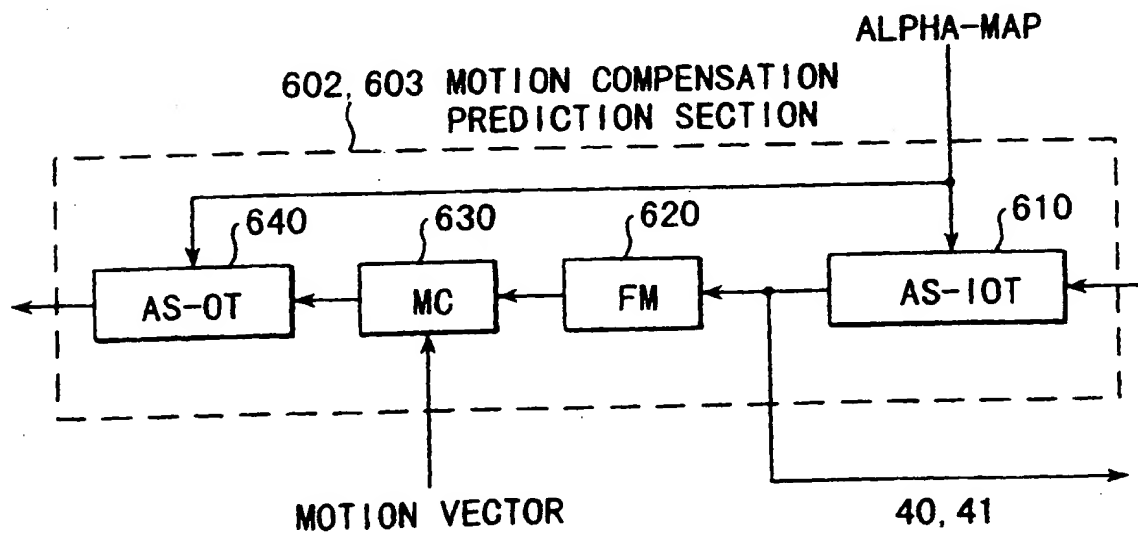 ALPHA-MAP
602, 603 MOTION COMPENSATION
PREDICTION SECTION
640
630
620
610
AS-OT
MC
FM
AS-IOT
MOTION VECTOR
40, 41